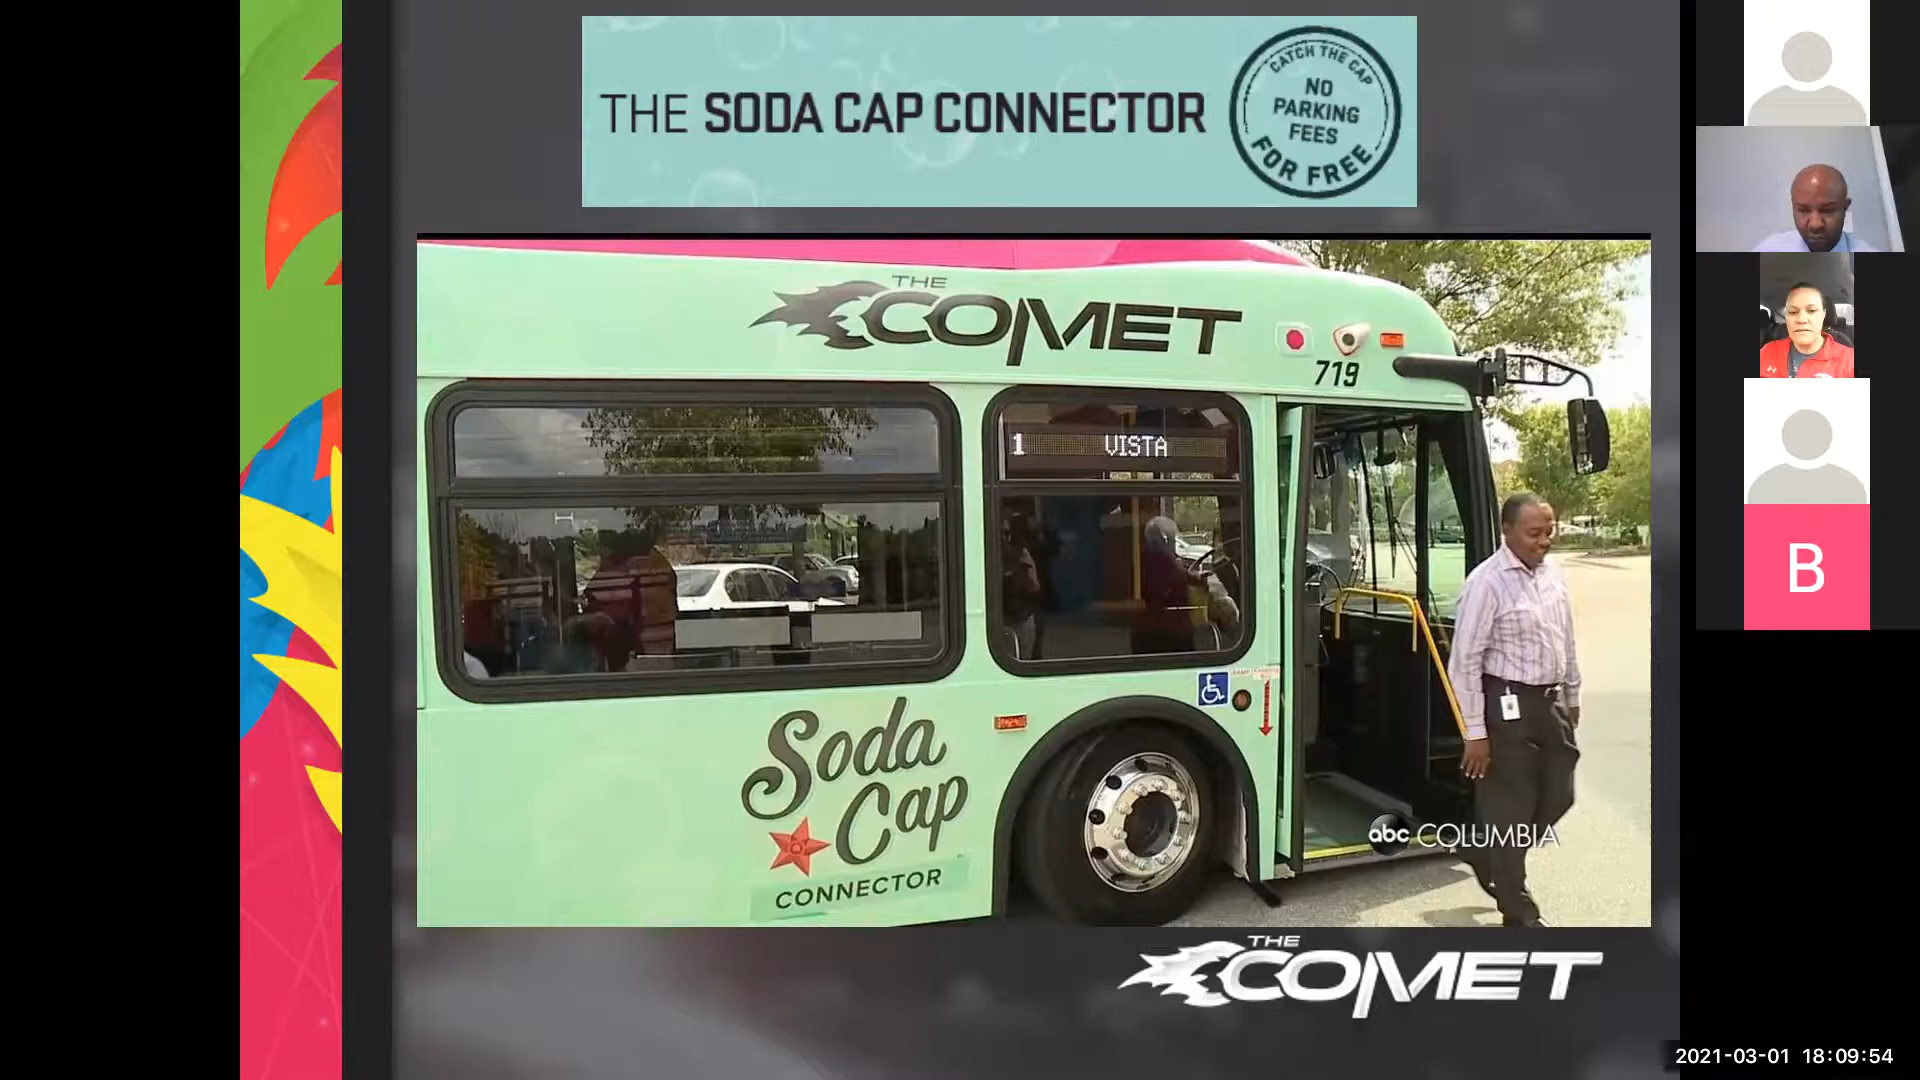 THE SODA CAP CONNECTOR
CATCH THE CAP
NO
PARKING
FEES
FOR FREE
THE
COMET
719
1 VISTA
Soda
Cap
CONNECTOR
abc COLUMBIA
THE
COMET
B
2021-03-01 18:09:54